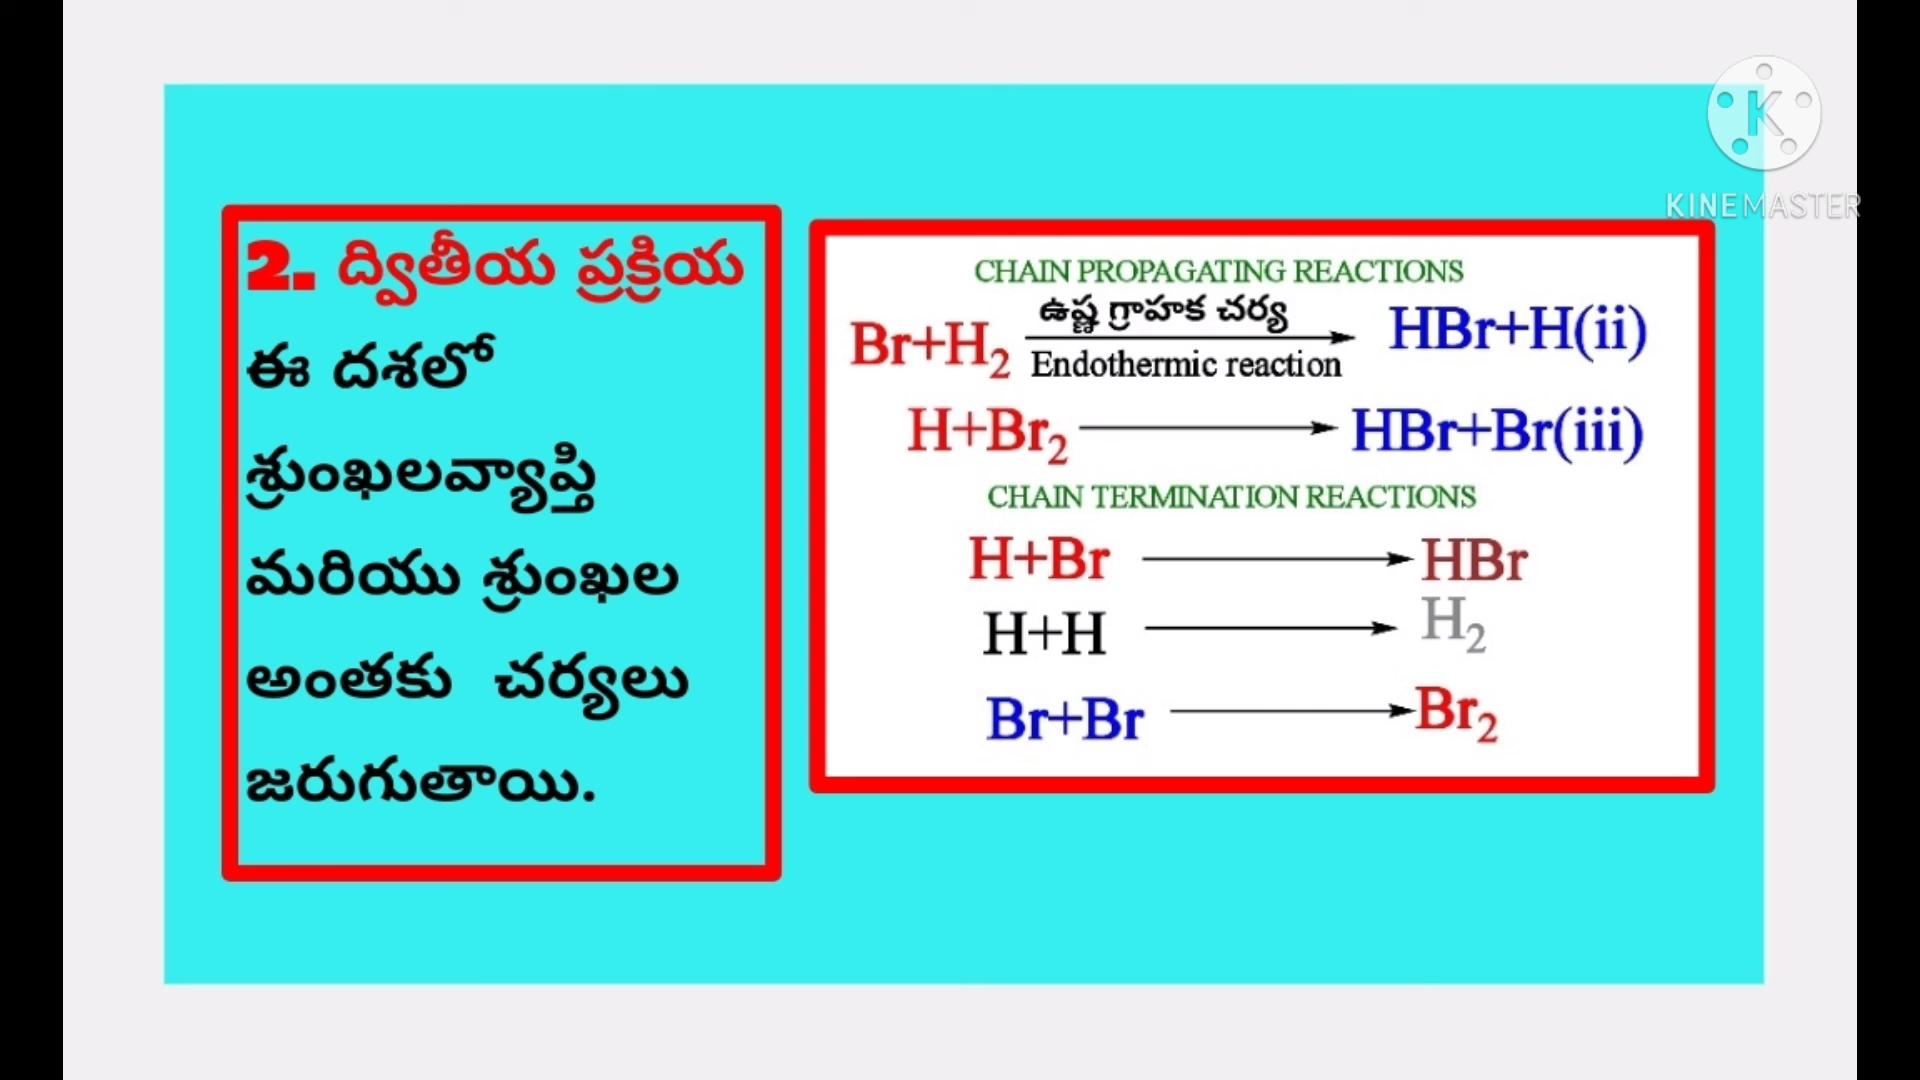 2. ద్వితీయ ప్రక్రియ
ఈ దశలో
శ్రుంఖలవ్యాప్తి
మరియు శ్రుంఖల
అంతకు చర్యలు
జరుగుతాయి.
CHAIN PROPAGATING REACTIONS
Br+H₂ ఉష్ణ గ్రాహక చర్య HBr+H(ii)
Endothermic reaction
H+Br₂ HBr+Br(iii)
CHAIN TERMINATION REACTIONS
H+Br HBr
H+H H₂
Br+Br Br₂
K
KINEMASTER